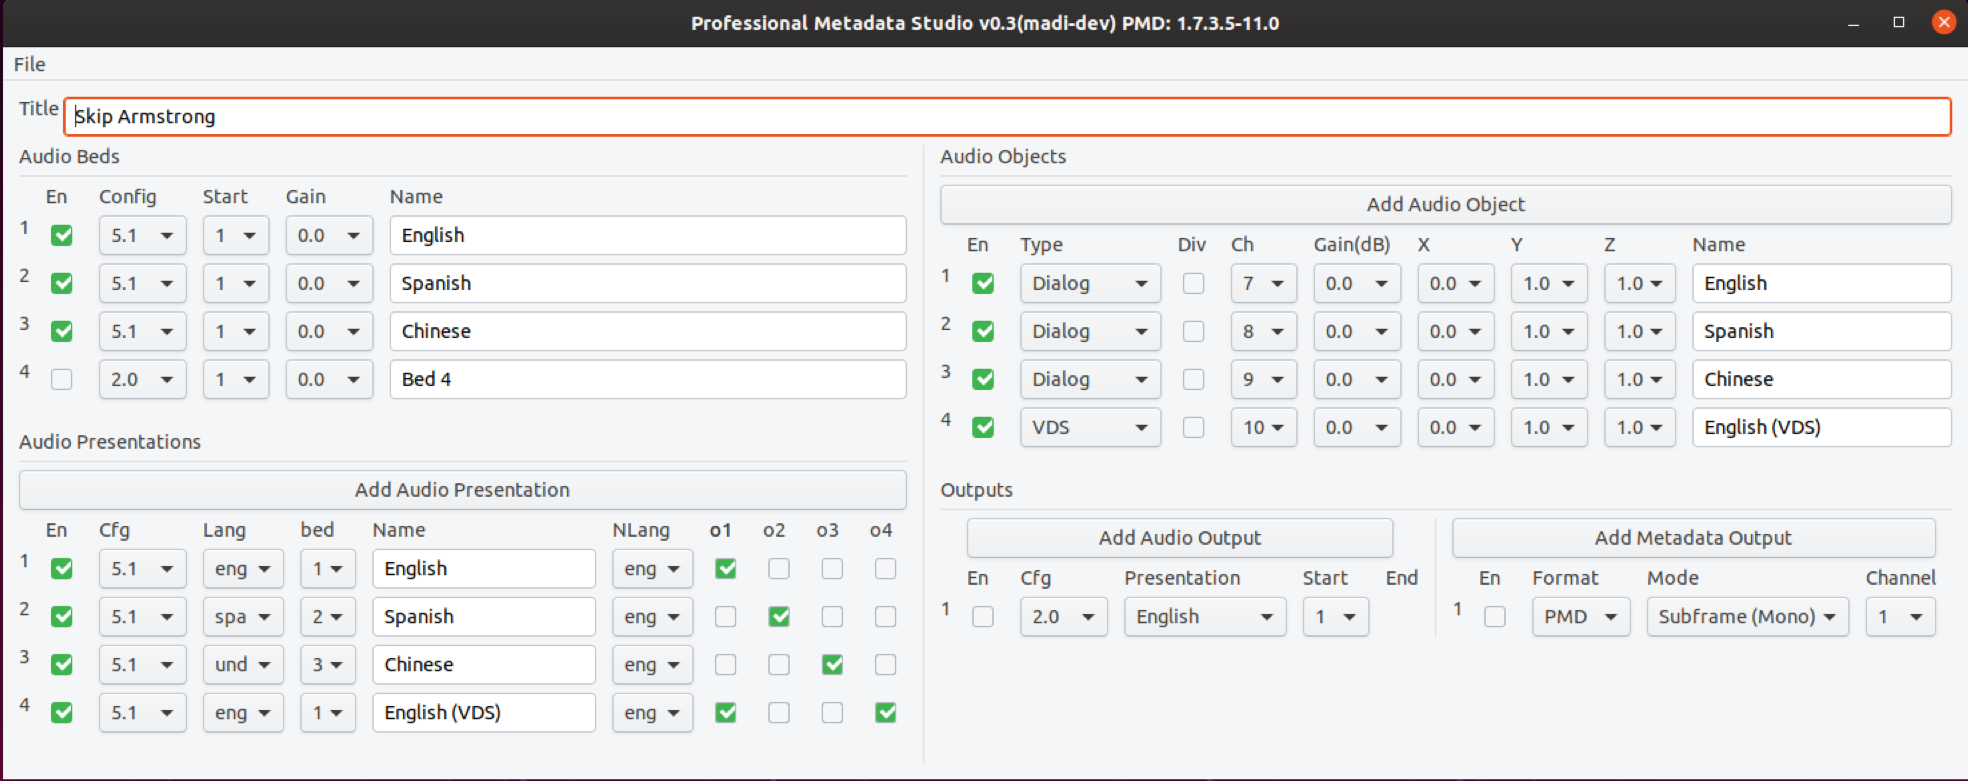 Professional Metadata Studio v0.3(madi-dev) PMD: 1.7.3.5-11.0
File
Title Skip Armstrong
Audio Beds
En Config Start Gain Name
1 5.1 1 0.0 English
2 5.1 1 0.0 Spanish
3 5.1 1 0.0 Chinese
4 2.0 1 0.0 Bed 4
Audio Presentations
Add Audio Presentation
En Cfg Lang bed Name NLang o1 o2 o3 o4
1 5.1 eng 1 English eng
2 5.1 spa 2 Spanish eng
3 5.1 und 3 Chinese eng
4 5.1 eng 1 English (VDS) eng
Audio Objects
Add Audio Object
En Type Div Ch Gain(dB) X Y Z Name
1 Dialog 7 0.0 0.0 1.0 1.0 English
2 Dialog 8 0.0 0.0 1.0 1.0 Spanish
3 Dialog 9 0.0 0.0 1.0 1.0 Chinese
4 VDS 10 0.0 0.0 1.0 1.0 English (VDS)
Outputs
Add Audio Output
En Cfg Presentation Start End
1 2.0 English 1
Add Metadata Output
En Format Mode Channel
1 PMD Subframe (Mono) 1